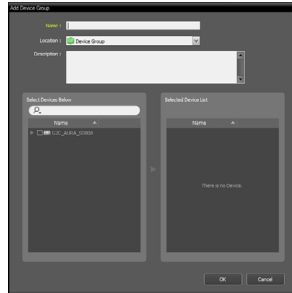 Add Device Group
Name :
Location : Device Group
Description :
Select Devices Below
Name
Selected Device List
Name
There is no Device.
OK Cancel